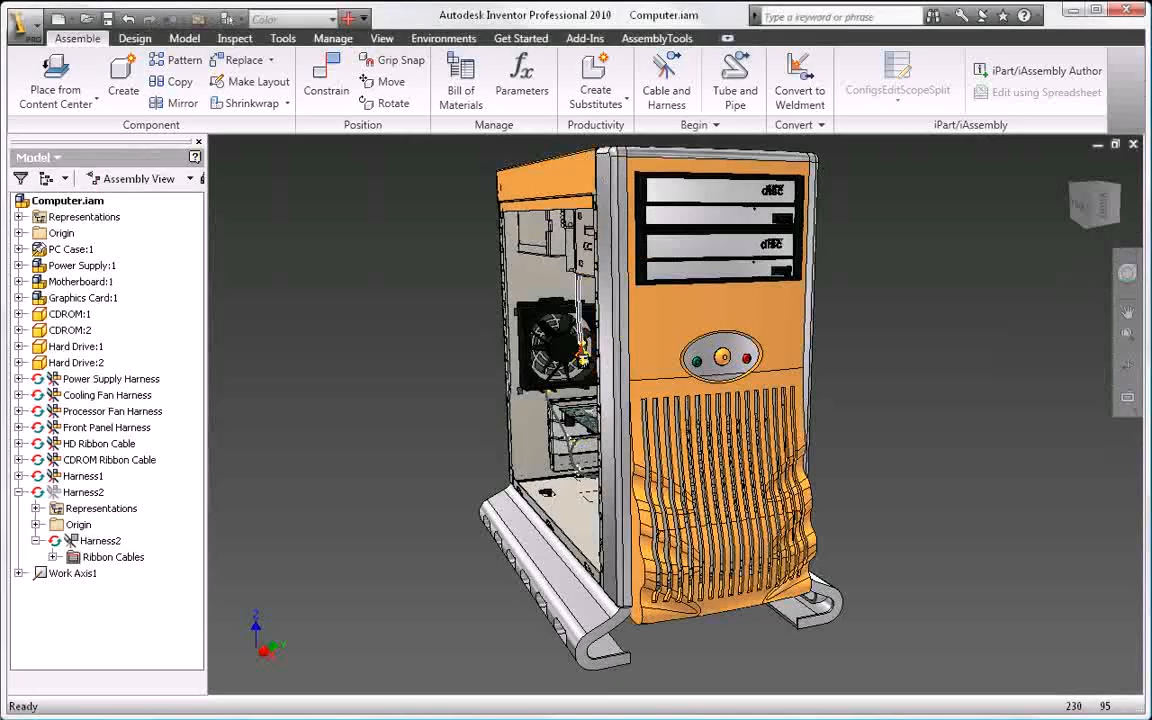 PRO
Color
Autodesk Inventor Professional 2010 Computer.iam
Type a keyword or phrase
Assemble Design Model Inspect Tools Manage View Environments Get Started Add-Ins AssemblyTools
Place from
Content Center
Create
Pattern
Copy
Mirror
Replace
Make Layout
Shrinkwrap
Constrain
Grip Snap
Move
Rotate
Bill of
Materials
Parameters
Create
Substitutes
Cable and
Harness
Tube and
Pipe
Convert to
Weldment
ConfigsEditScopeSplit
iPart/iAssembly Author
Edit using Spreadsheet
Component Position Manage Productivity Begin Convert iPart/iAssembly
Model
Assembly View
Computer.iam
Representations
Origin
PC Case:1
Power Supply:1
Motherboard:1
Graphics Card:1
CDROM:1
CDROM:2
Hard Drive:1
Hard Drive:2
Power Supply Harness
Cooling Fan Harness
Processor Fan Harness
Front Panel Harness
HD Ribbon Cable
CDROM Ribbon Cable
Harness1
Harness2
Representations
Origin
Harness2
Ribbon Cables
Work Axis1
Z
Ready
230 95